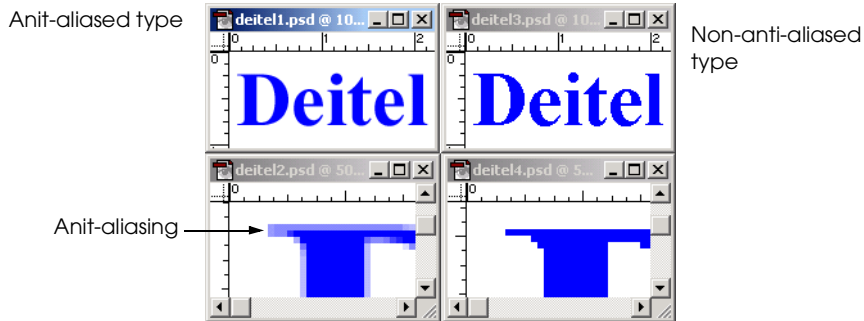 Anit-aliased type
deitel1.psd @ 10...
deitel3.psd @ 10...
Non-anti-aliased
type
0 1 2
0 1 2
0
Deitel
Deitel
deitel2.psd @ 50...
deitel4.psd @ 5...
0
0
Anit-aliasing